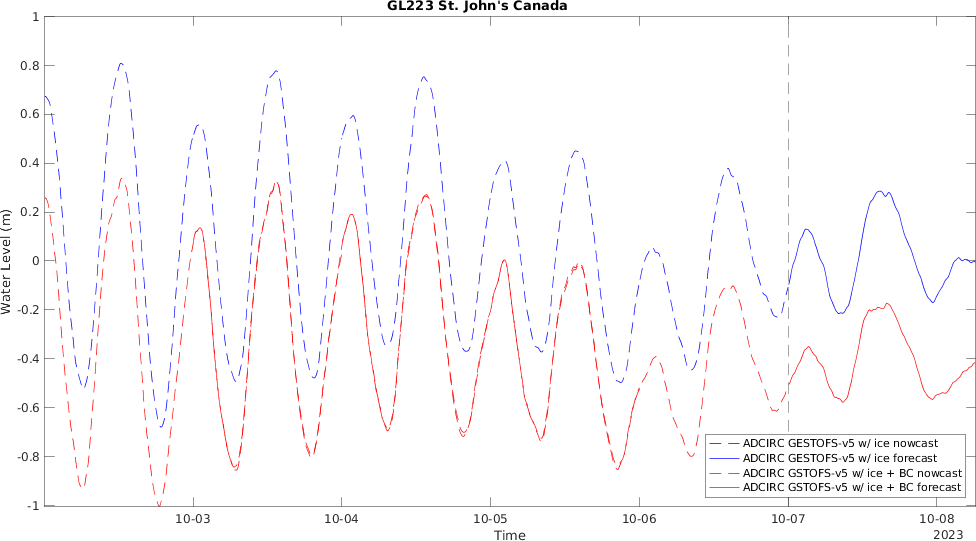 GL223 St. John's Canada
1
0.8
0.6
0.4
0.2
0
-0.2
-0.4
-0.6
-0.8
-1
Water Level (m)
ADCIRC GESTOFS-v5 w/ ice nowcast
ADCIRC GESTOFS-v5 w/ ice forecast
ADCIRC GSTOFS-v5 w/ ice + BC nowcast
ADCIRC GSTOFS-v5 w/ ice + BC forecast
10-03 10-04 10-05 10-06 10-07 10-08
Time
2023